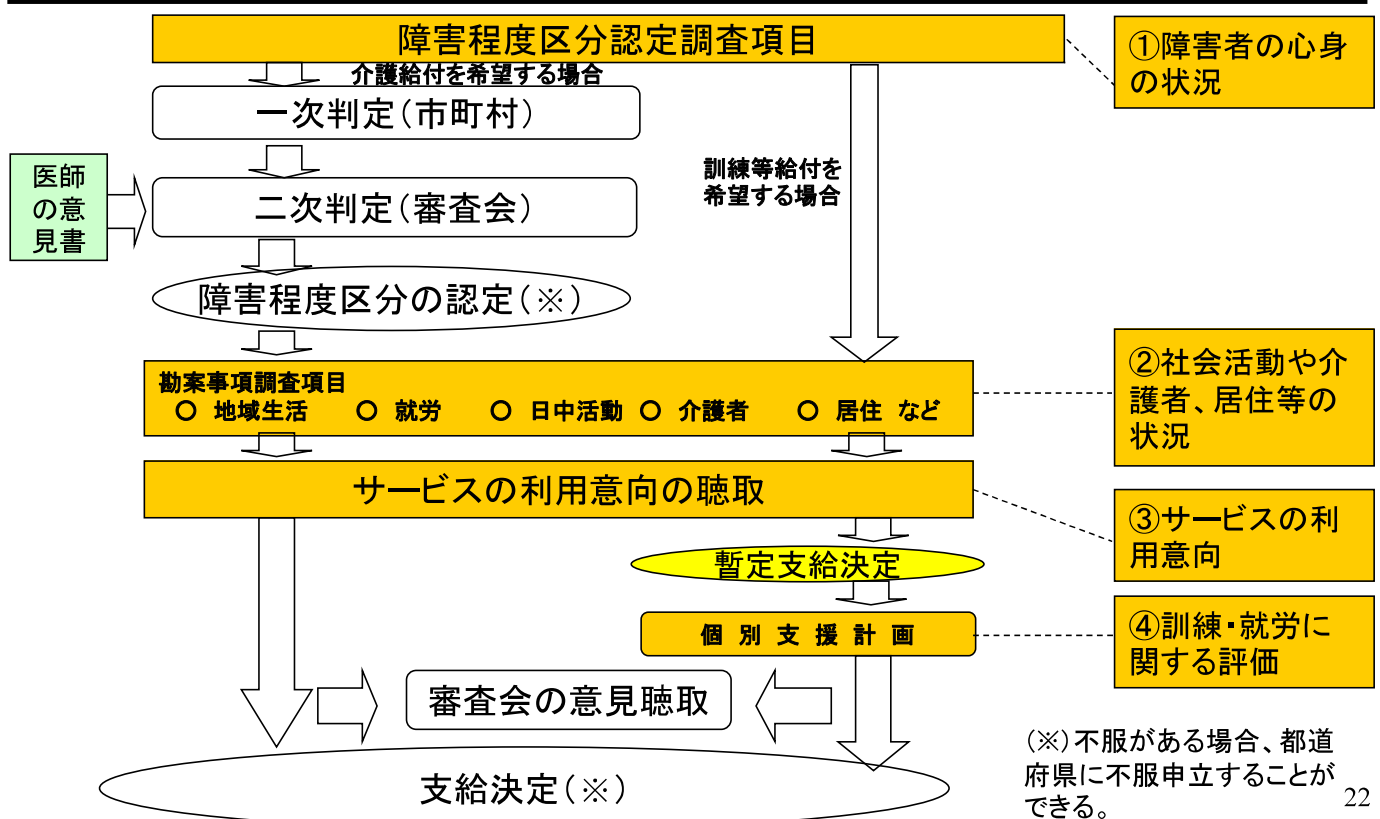 障害程度区分認定調査項目
①障害者の心身
の状況
介護給付を希望する場合
一次判定(市町村)
医師
の意
見書
訓練等給付を
希望する場合
二次判定(審査会)
障害程度区分の認定(※)
勘案事項調査項目
○ 地域生活 ○ 就労 ○ 日中活動 ○ 介護者 ○ 居住 など
②社会活動や介
護者、居住等の
状況
サービスの利用意向の聴取
③サービスの利
用意向
暫定支給決定
個 別 支 援 計 画
④訓練・就労に
関する評価
審査会の意見聴取
支給決定(※)
(※)不服がある場合、都道
府県に不服申立することが
できる。
22